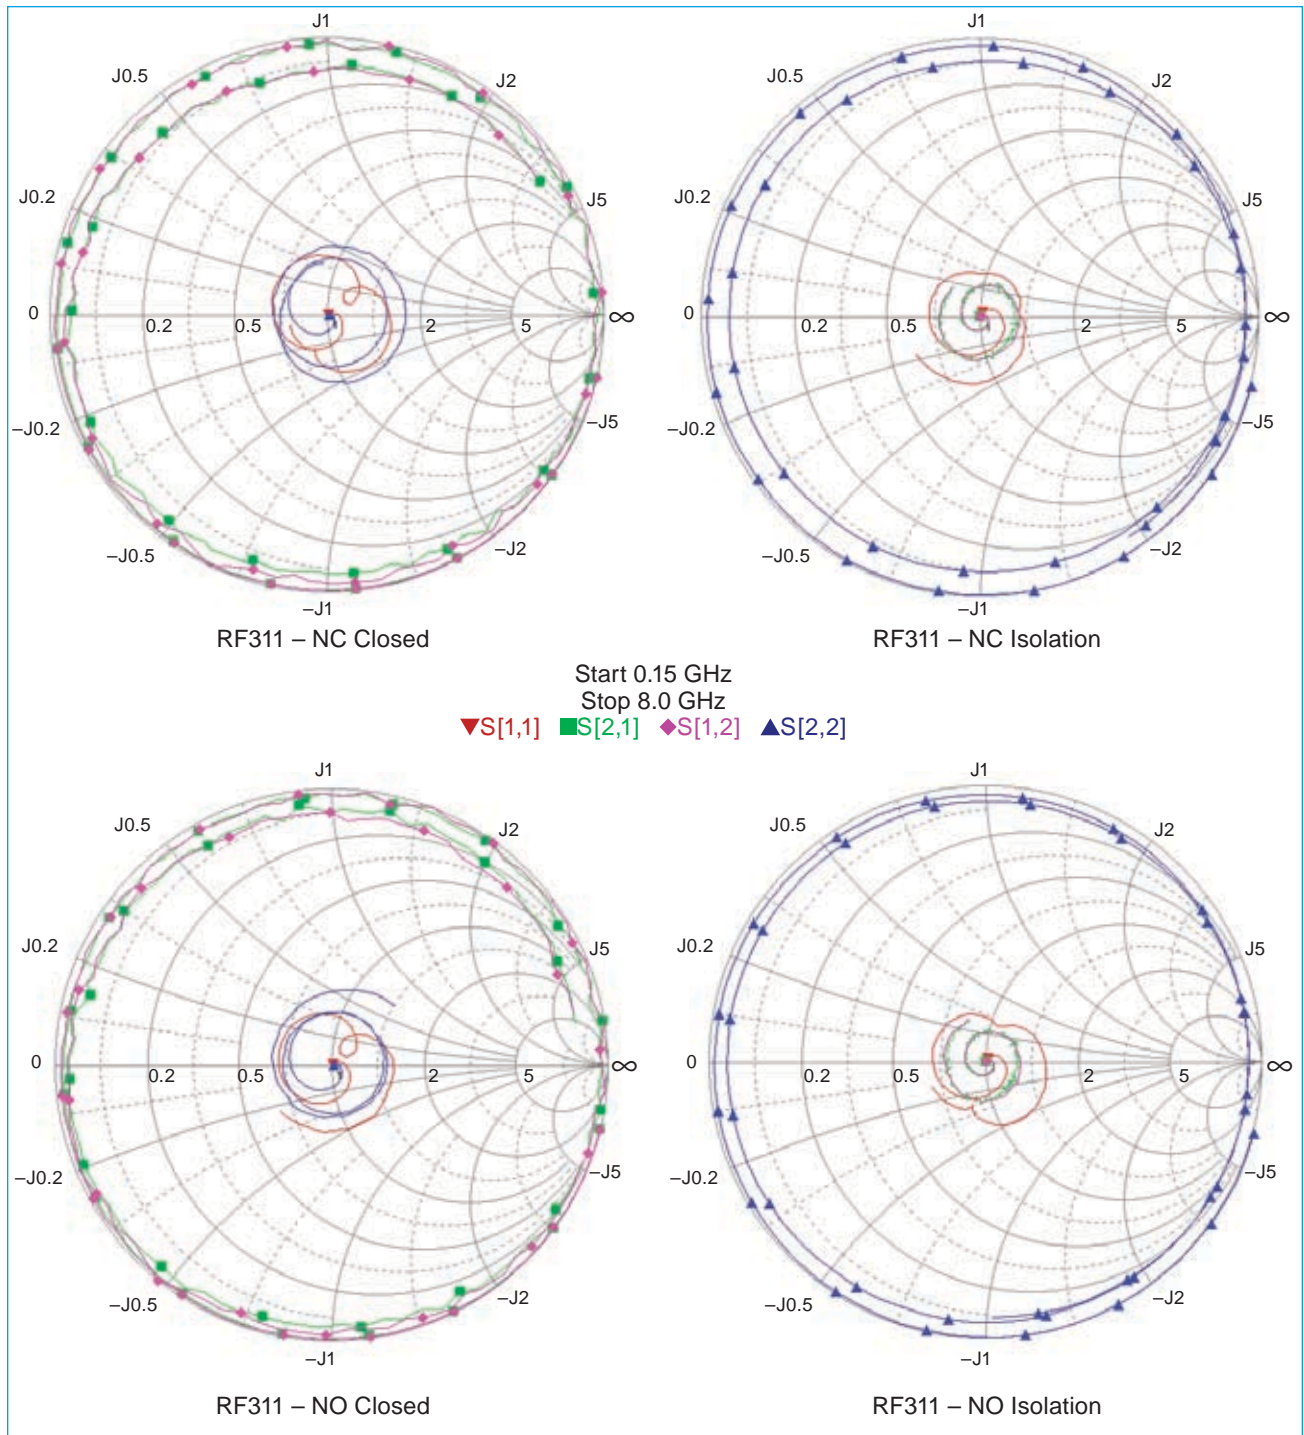 J1
J0.5
J2
J0.2
J5
0
0.2
0.5
2
5
∞
–J0.2
–J5
–J0.5
–J2
–J1
RF311 – NC Closed
J1
J0.5
J2
J0.2
J5
0
0.2
0.5
2
5
∞
–J0.2
–J5
–J0.5
–J2
–J1
RF311 – NC Isolation
Start 0.15 GHz
Stop 8.0 GHz
S[1,1] S[2,1] S[1,2] S[2,2]
J1
J0.5
J2
J0.2
J5
0
0.2
0.5
2
5
∞
–J0.2
–J5
–J0.5
–J2
–J1
RF311 – NO Closed
J1
J0.5
J2
J0.2
J5
0
0.2
0.5
2
5
∞
–J0.2
–J5
–J0.5
–J2
–J1
RF311 – NO Isolation